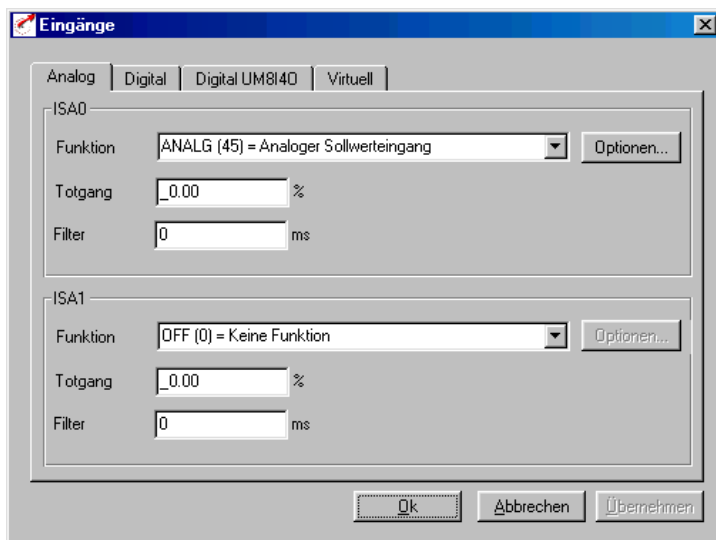 Eingänge
Analog Digital Digital UM8I40 Virtuell
ISA0
Funktion ANALG (45) = Analoger Sollwerteingang Optionen...
Totgang _0.00 %
Filter 0 ms
ISA1
Funktion OFF (0) = Keine Funktion Optionen...
Totgang _0.00 %
Filter 0 ms
Ok Abbrechen Übernehmen